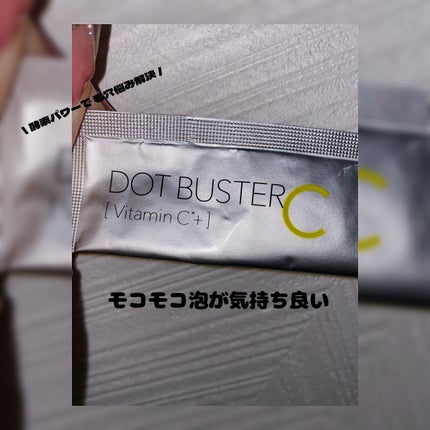 \ 酵素パワーで毛穴悩み解決 /
DOT BUSTER C
[Vitamin C*+]
モコモコ泡が気持ち良い